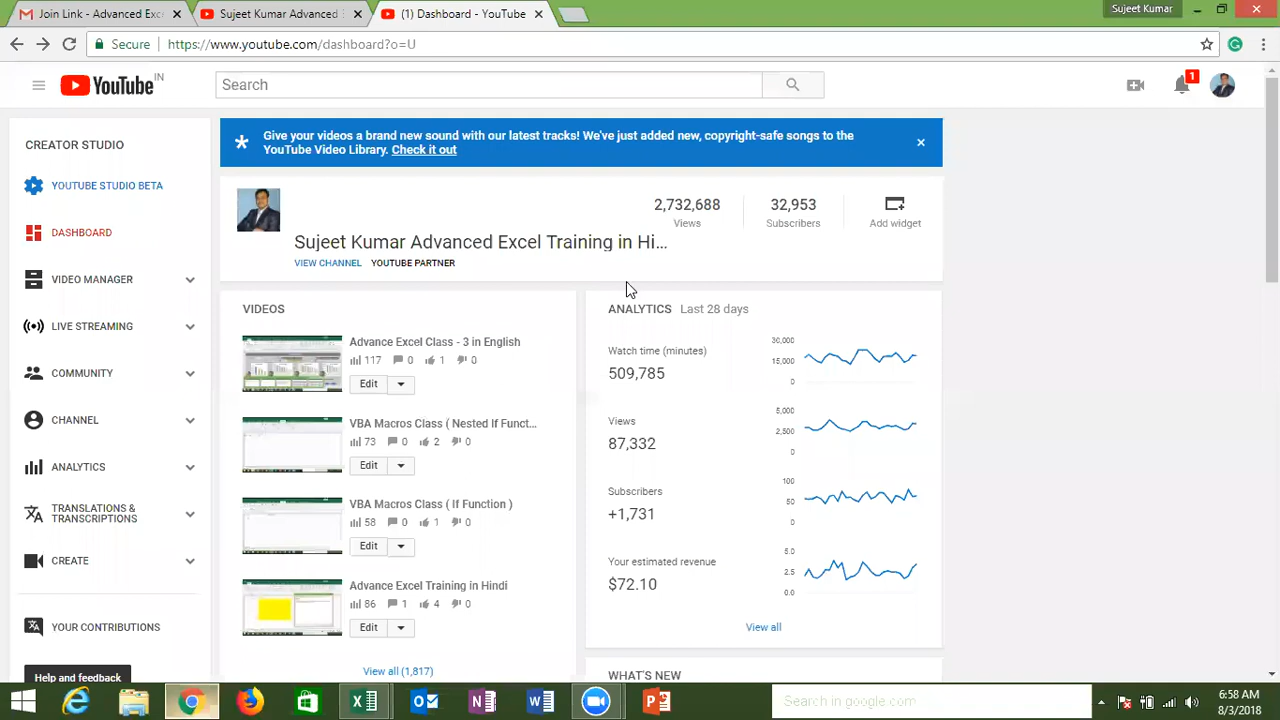 Join Link - Advanced Exc
Sujeet Kumar Advanced
(1) Dashboard - YouTube
Sujeet Kumar
Secure
https://www.youtube.com/dashboard?o=U
YouTube
IN
Search
1
CREATOR STUDIO
YOUTUBE STUDIO BETA
DASHBOARD
VIDEO MANAGER
LIVE STREAMING
COMMUNITY
CHANNEL
ANALYTICS
TRANSLATIONS &
TRANSCRIPTIONS
CREATE
YOUR CONTRIBUTIONS
Help and feedback
Give your videos a brand new sound with our latest tracks! We've just added new, copyright-safe songs to the
YouTube Video Library. Check it out
2,732,688
Views
32,953
Subscribers
Add widget
Sujeet Kumar Advanced Excel Training in Hi...
VIEW CHANNEL YOUTUBE PARTNER
VIDEOS
Advance Excel Class - 3 in English
117 0 1 0
Edit
VBA Macros Class ( Nested If Funct...
73 0 2 0
Edit
VBA Macros Class ( If Function )
58 0 1 0
Edit
Advance Excel Training in Hindi
86 1 4 0
Edit
View all (1,817)
ANALYTICS Last 28 days
Watch time (minutes)
509,785
30,000
15,000
0
Views
87,332
5,000
2,500
0
Subscribers
+1,731
100
50
0
Your estimated revenue
$72.10
5.0
2.5
0.0
View all
WHAT'S NEW
Search in google.com
6:58 AM
8/3/2018